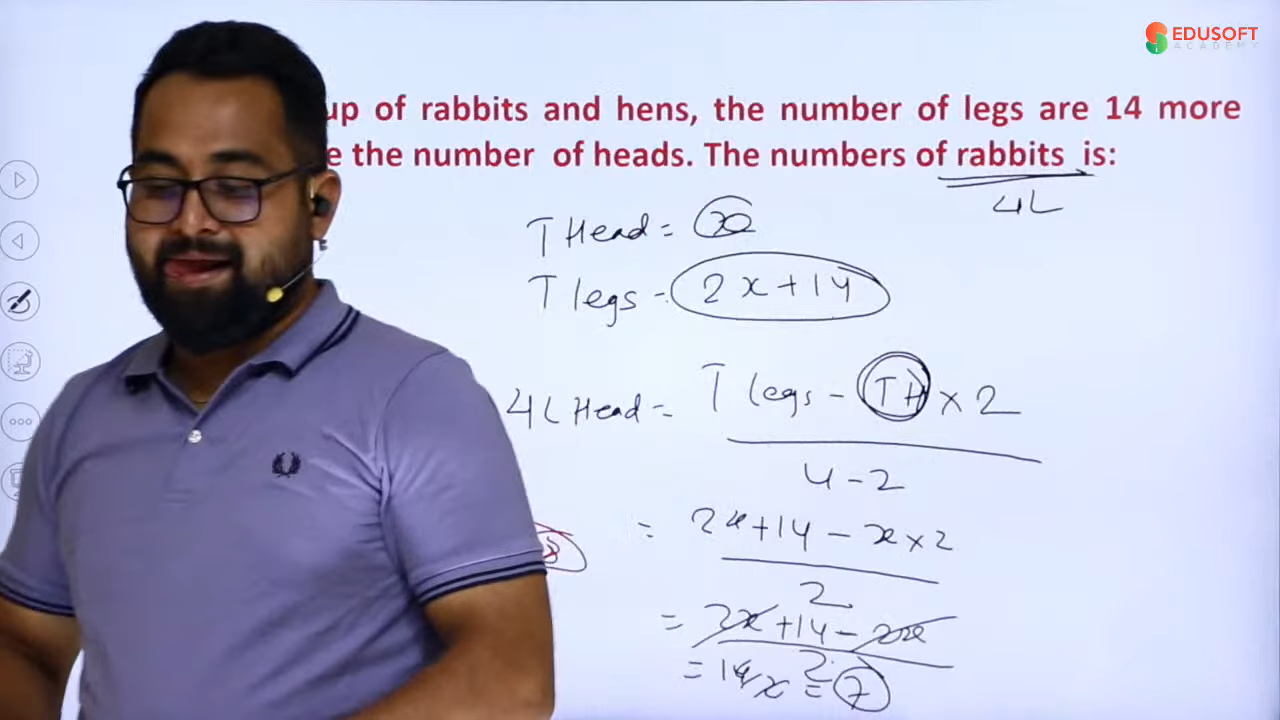 EDUSOFT
ACADEMY
up of rabbits and hens, the number of legs are 14 more
e the number of heads. The numbers of rabbits is:
4L
T Head = x
T legs = 2x+14
4L Head = T legs - TH x 2
4-2
= 2x+14 - x x 2
2
= 2x +14 - 2x
2
= 14/2 = 7